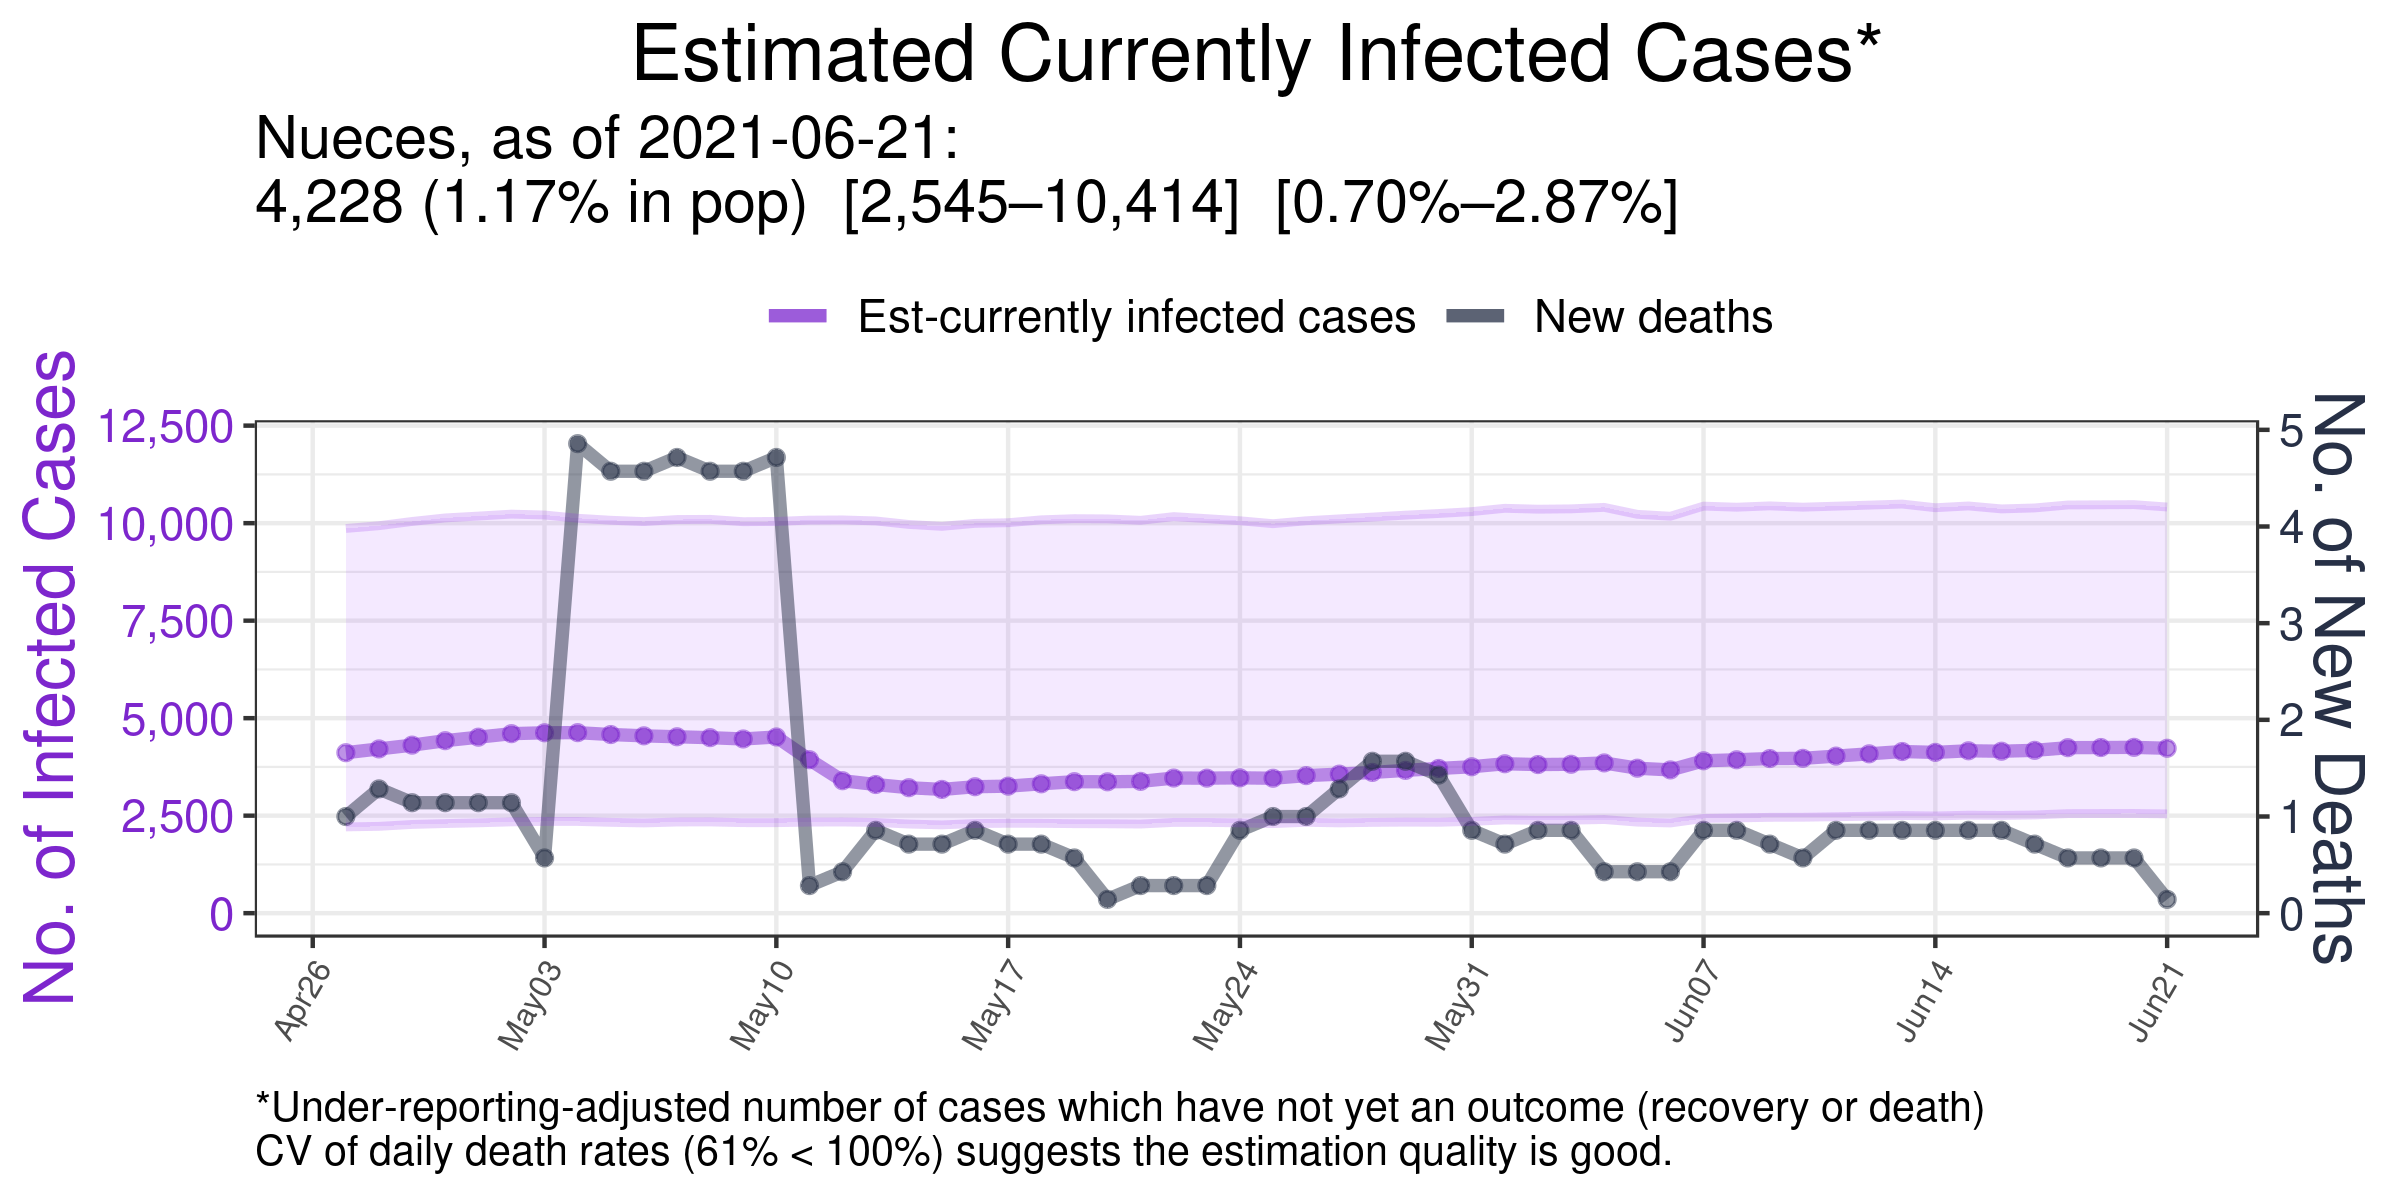 Estimated Currently Infected Cases*
Nueces, as of 2021-06-21:
4,228 (1.17% in pop)  [2,545–10,414]  [0.70%–2.87%]
Est-currently infected cases
New deaths
No. of Infected Cases
12,500
10,000
7,500
5,000
2,500
0
5
4
3
2
1
0
No. of New Deaths
Apr26
May03
May10
May17
May24
May31
Jun07
Jun14
Jun21
*Under-reporting-adjusted number of cases which have not yet an outcome (recovery or death)
CV of daily death rates (61% < 100%) suggests the estimation quality is good.